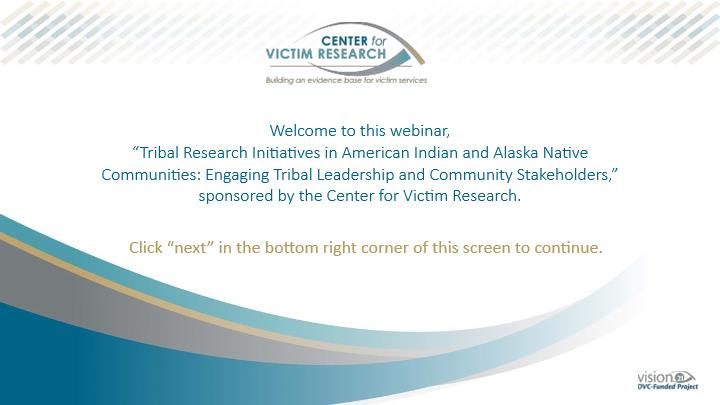 CENTER for
VICTIM RESEARCH
Building an evidence base for victim services
Welcome to this webinar,
“Tribal Research Initiatives in American Indian and Alaska Native
Communities: Engaging Tribal Leadership and Community Stakeholders,”
sponsored by the Center for Victim Research.
Click “next” in the bottom right corner of this screen to continue.
vision 21
OVC-Funded Project